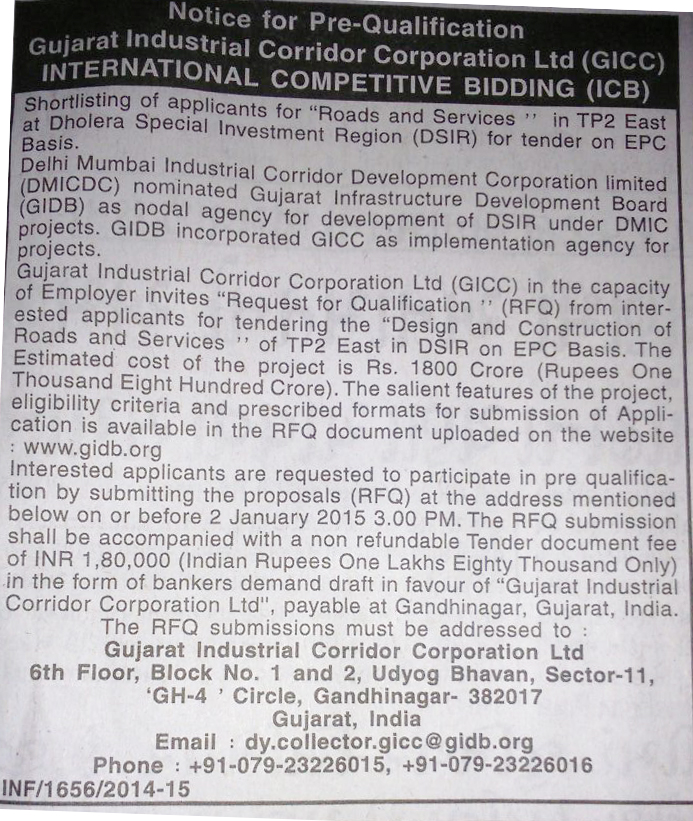 Notice for Pre-Qualification
Gujarat Industrial Corridor Corporation Ltd (GICC)
INTERNATIONAL COMPETITIVE BIDDING (ICB)
Shortlisting of applicants for “Roads and Services ’’ in TP2 East
at Dholera Special Investment Region (DSIR) for tender on EPC
Basis.
Delhi Mumbai Industrial Corridor Development Corporation limited
(DMICDC) nominated Gujarat Infrastructure Development Board
(GIDB) as nodal agency for development of DSIR under DMIC
projects. GIDB incorporated GICC as implementation agency for
projects.
Gujarat Industrial Corridor Corporation Ltd (GICC) in the capacity
of Employer invites “Request for Qualification ’’ (RFQ) from inter-
ested applicants for tendering the “Design and Construction of
Roads and Services ’’ of TP2 East in DSIR on EPC Basis. The
Estimated cost of the project is Rs. 1800 Crore (Rupees One
Thousand Eight Hundred Crore). The salient features of the project,
eligibility criteria and prescribed formats for submission of Appli-
cation is available in the RFQ document uploaded on the website
: www.gidb.org
Interested applicants are requested to participate in pre qualifica-
tion by submitting the proposals (RFQ) at the address mentioned
below on or before 2 January 2015 3.00 PM. The RFQ submission
shall be accompanied with a non refundable Tender document fee
of INR 1,80,000 (Indian Rupees One Lakhs Eighty Thousand Only)
in the form of bankers demand draft in favour of “Gujarat Industrial
Corridor Corporation Ltd", payable at Gandhinagar, Gujarat, India.
The RFQ submissions must be addressed to :
Gujarat Industrial Corridor Corporation Ltd
6th Floor, Block No. 1 and 2, Udyog Bhavan, Sector-11,
‘GH-4 ’ Circle, Gandhinagar- 382017
Gujarat, India
Email : dy.collector.gicc@gidb.org
Phone : +91-079-23226015, +91-079-23226016
INF/1656/2014-15